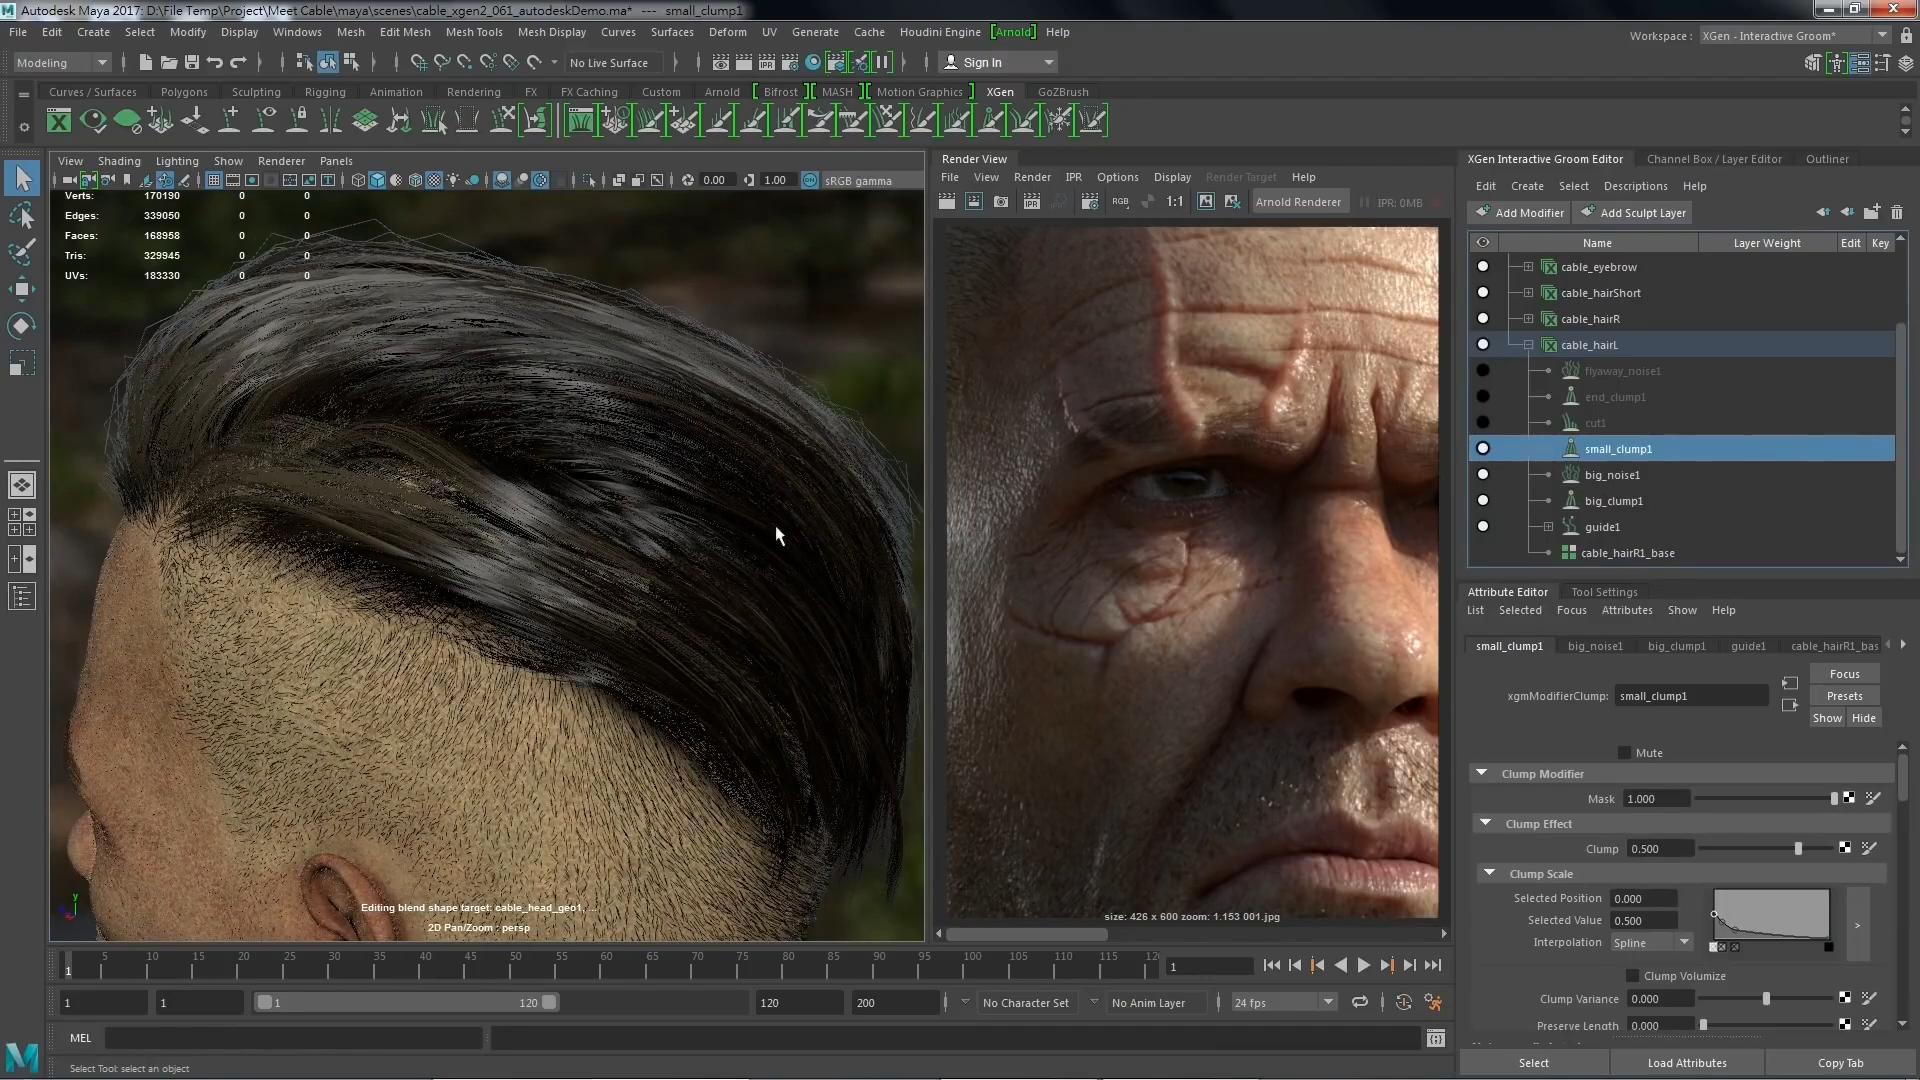 Autodesk Maya 2017: D:\File Temp\Project\Meet Cable\maya\scenes\cable_xgen2_061_autodeskDemo.ma* --- small_clump1
File Edit Create Select Modify Display Windows Mesh Edit Mesh Mesh Tools Mesh Display Curves Surfaces Deform UV Generate Cache Houdini Engine [Arnold] Help
Workspace : XGen - Interactive Groom*
Modeling No Live Surface Sign In
Curves / Surfaces Polygons Sculpting Rigging Animation Rendering FX FX Caching Custom Arnold Bifrost MASH Motion Graphics XGen GoZBrush
View Shading Lighting Show Renderer Panels
0.00 1.00 sRGB gamma
Verts: 170190 0 0
Edges: 339050 0 0
Faces: 168958 0 0
Tris: 329945 0 0
UVs: 183330 0 0
Editing blend shape target: cable_head_geo1, ...
2D Pan/Zoom : persp
Render View
File View Render IPR Options Display Render Target Help
IPR RGB 1:1 Arnold Renderer IPR: 0MB
size: 426 x 600 zoom: 1.153 001.jpg
XGen Interactive Groom Editor Channel Box / Layer Editor Outliner
Edit Create Select Descriptions Help
Add Modifier Add Sculpt Layer
Name Layer Weight Edit Key
cable_eyebrow
cable_hairShort
cable_hairR
cable_hairL
flyaway_noise1
end_clump1
cut1
small_clump1
big_noise1
big_clump1
guide1
cable_hairR1_base
Attribute Editor Tool Settings
List Selected Focus Attributes Show Help
small_clump1 big_noise1 big_clump1 guide1 cable_hairR1_bas
xgmModifierClump: small_clump1
Focus
Presets
Show Hide
Mute
Clump Modifier
Mask 1.000
Clump Effect
Clump 0.500
Clump Scale
Selected Position 0.000
Selected Value 0.500
Interpolation Spline
>
Clump Volumize
Clump Variance 0.000
Preserve Length 0.000
Select Load Attributes Copy Tab
1 5 10 15 20 25 30 35 40 45 50 55 60 65 70 75 80 85 90 95 100 105 110 115 12
1
1 1 1 120 120 200 No Character Set No Anim Layer 24 fps
MEL
Select Tool: select an object